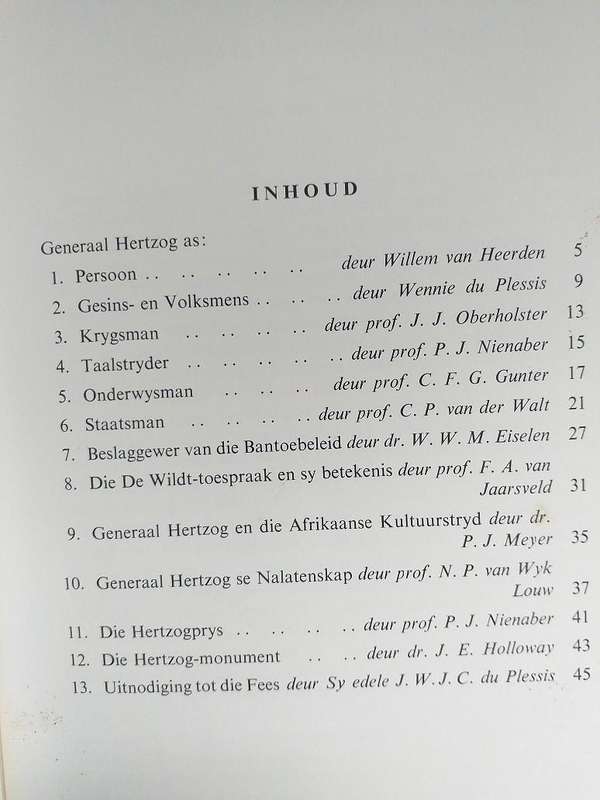 INHOUD
Generaal Hertzog as:
1. Persoon .. .. .. .. .. deur Willem van Heerden 5
2. Gesins- en Volksmens .. .. .. deur Wennie du Plessis 9
3. Krygsman .. .. .. .. deur prof. J. J. Oberholster 13
4. Taalstryder .. .. .. .. .. deur prof. P. J. Nienaber 15
5. Onderwysman .. .. .. deur prof. C. F. G. Gunter 17
6. Staatsman .. .. .. .. deur prof. C. P. van der Walt 21
7. Beslaggewer van die Bantoebeleid deur dr. W. W. M. Eiselen 27
8. Die De Wildt-toespraak en sy betekenis deur prof. F. A. van
Jaarsveld 31
9. Generaal Hertzog en die Afrikaanse Kultuurstryd deur dr.
P. J. Meyer 35
10. Generaal Hertzog se Nalatenskap deur prof. N. P. van Wyk
Louw 37
11. Die Hertzogprys .. .. .. .. deur prof. P. J. Nienaber 41
12. Die Hertzog-monument .. .. deur dr. J. E. Holloway 43
13. Uitnodiging tot die Fees deur Sy edele J. W. J. C. du Plessis 45